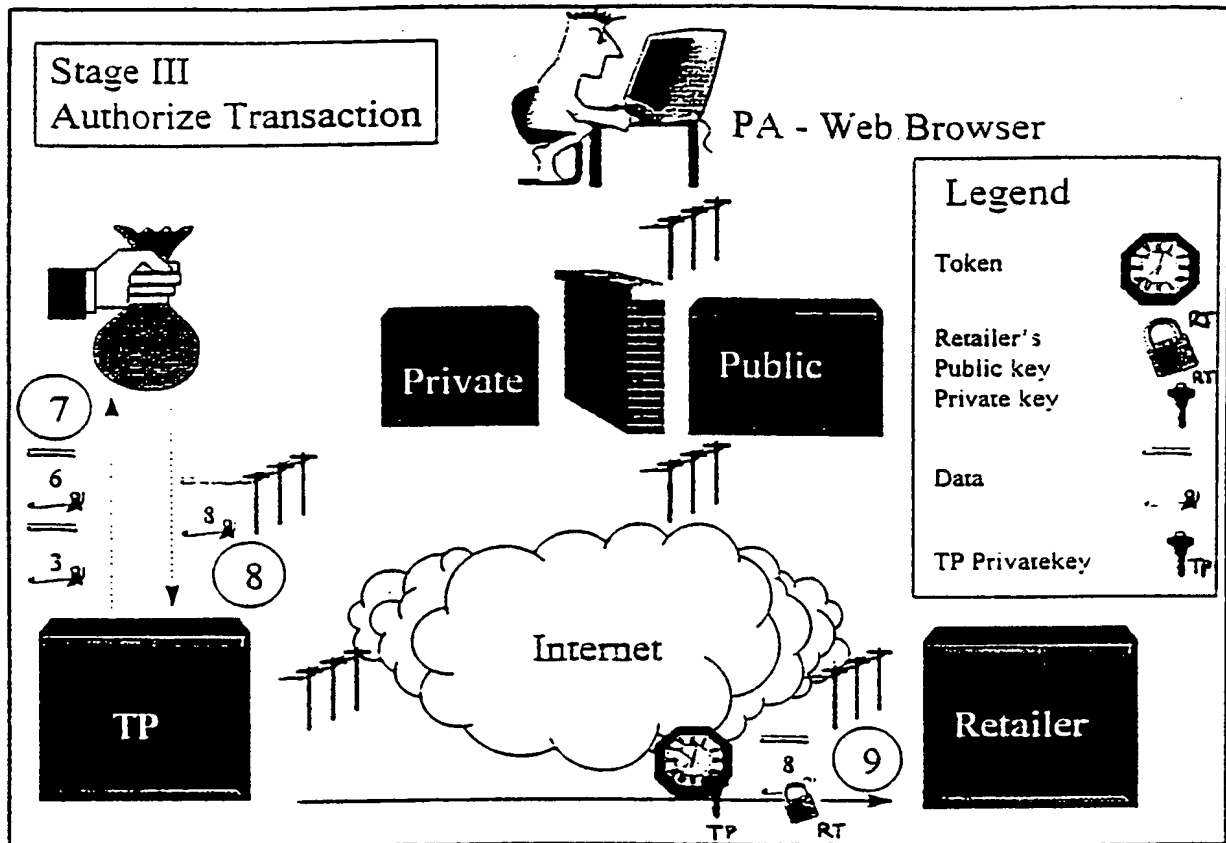 Stage III
Authorize Transaction
PA - Web Browser
Legend
Token
Retailer's
Public key
Private key
RT
Data
TP Privatekey
TP
Private
Public
7
6
3
8
8
Internet
TP
Retailer
8
9
TP
RT